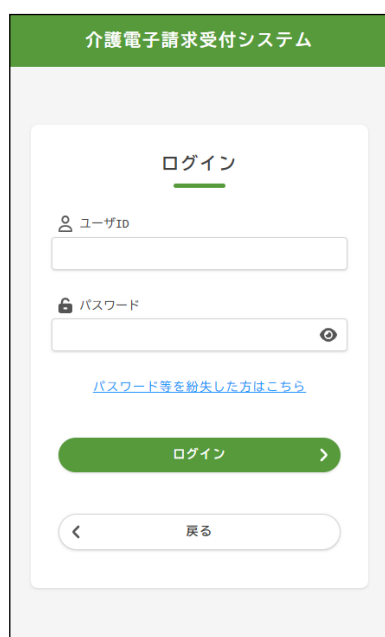 介護電子請求受付システム
ログイン
ユーザID
パスワード
パスワード等を紛失した方はこちら
ログイン
戻る